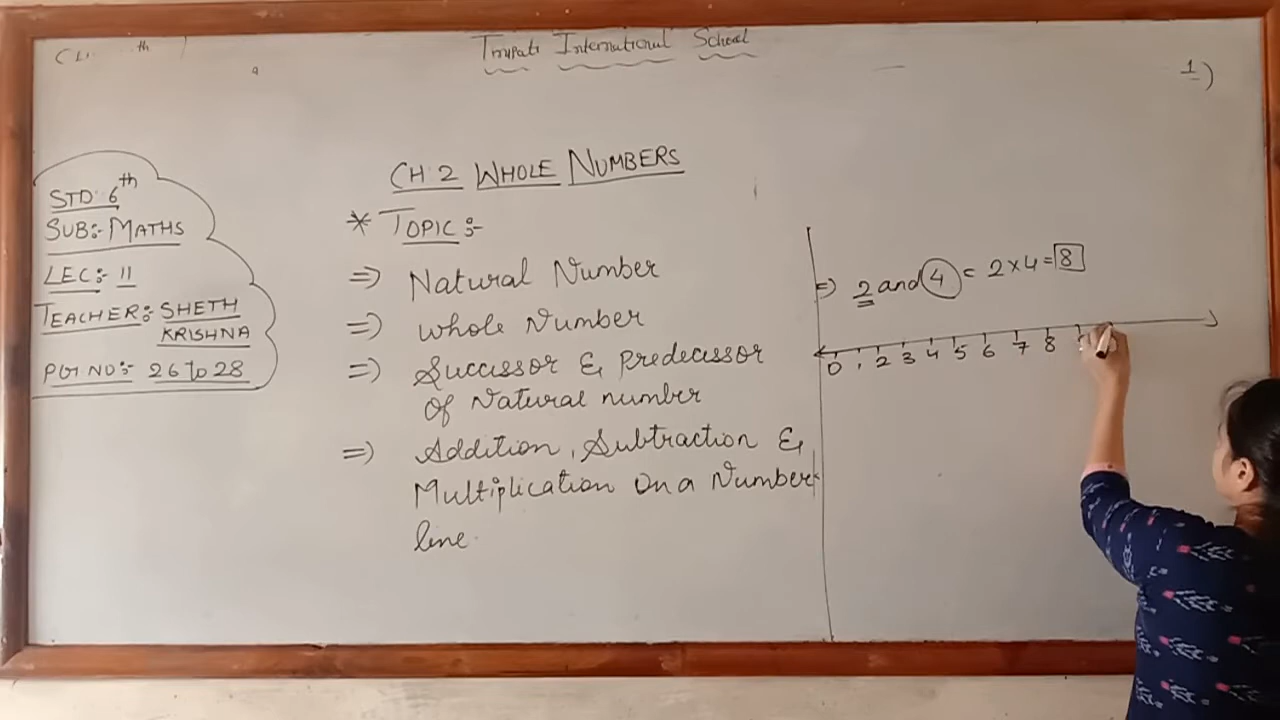 Tirupati International School
th
1)
STD: 6th
SUB:- MATHS
LEC:- 11
TEACHER:- SHETH
KRISHNA
PG NO:- 26 to 28
CH: 2 WHOLE NUMBERS
* TOPIC :-
=> Natural Number
=> Whole Number
=> Successor & Predecessor
Of Natural number
=> Addition, Subtraction &
Multiplication On a Number
line.
=> 2 and 4 = 2 x 4 = 8
0 1 2 3 4 5 6 7 8